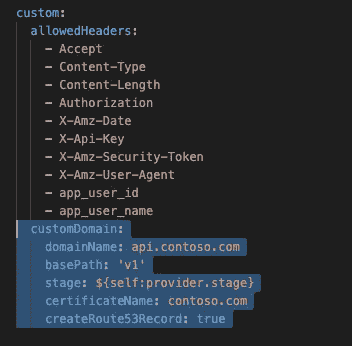 custom:
  allowedHeaders:
    - Accept
    - Content-Type
    - Content-Length
    - Authorization
    - X-Amz-Date
    - X-Api-Key
    - X-Amz-Security-Token
    - X-Amz-User-Agent
    - app_user_id
    - app_user_name
  customDomain:
    domainName: api.contoso.com
    basePath: 'v1'
    stage: ${self:provider.stage}
    certificateName: contoso.com
    createRoute53Record: true